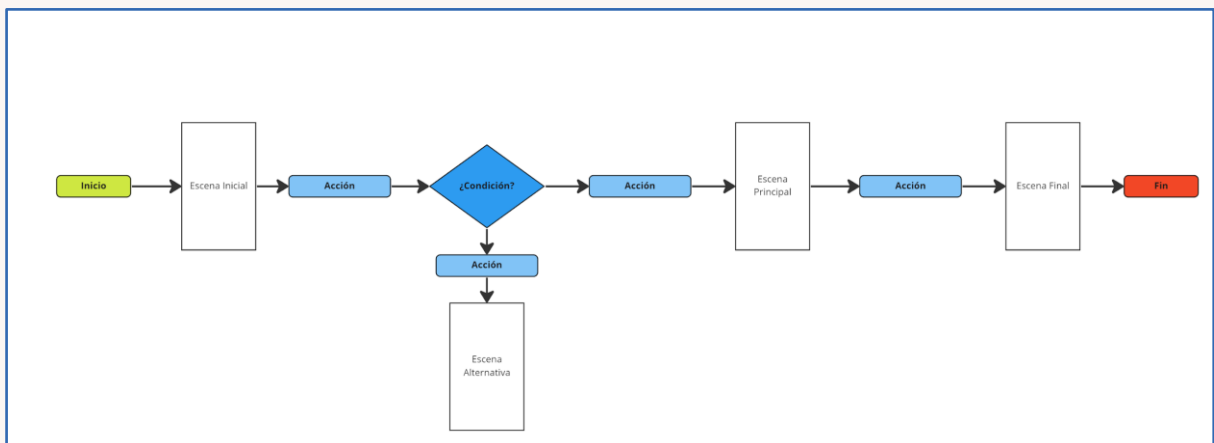 Inicio
Escena Inicial
Acción
¿Condición?
Acción
Escena
Principal
Acción
Escena Final
Fin
Acción
Escena
Alternativa